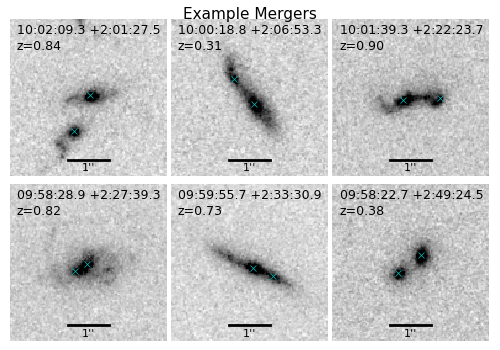 Example Mergers
10:02:09.3 +2:01:27.5
z=0.84
1''
10:00:18.8 +2:06:53.3
z=0.31
1''
10:01:39.3 +2:22:23.7
z=0.90
1''
09:58:28.9 +2:27:39.3
z=0.82
1''
09:59:55.7 +2:33:30.9
z=0.73
1''
09:58:22.7 +2:49:24.5
z=0.38
1''